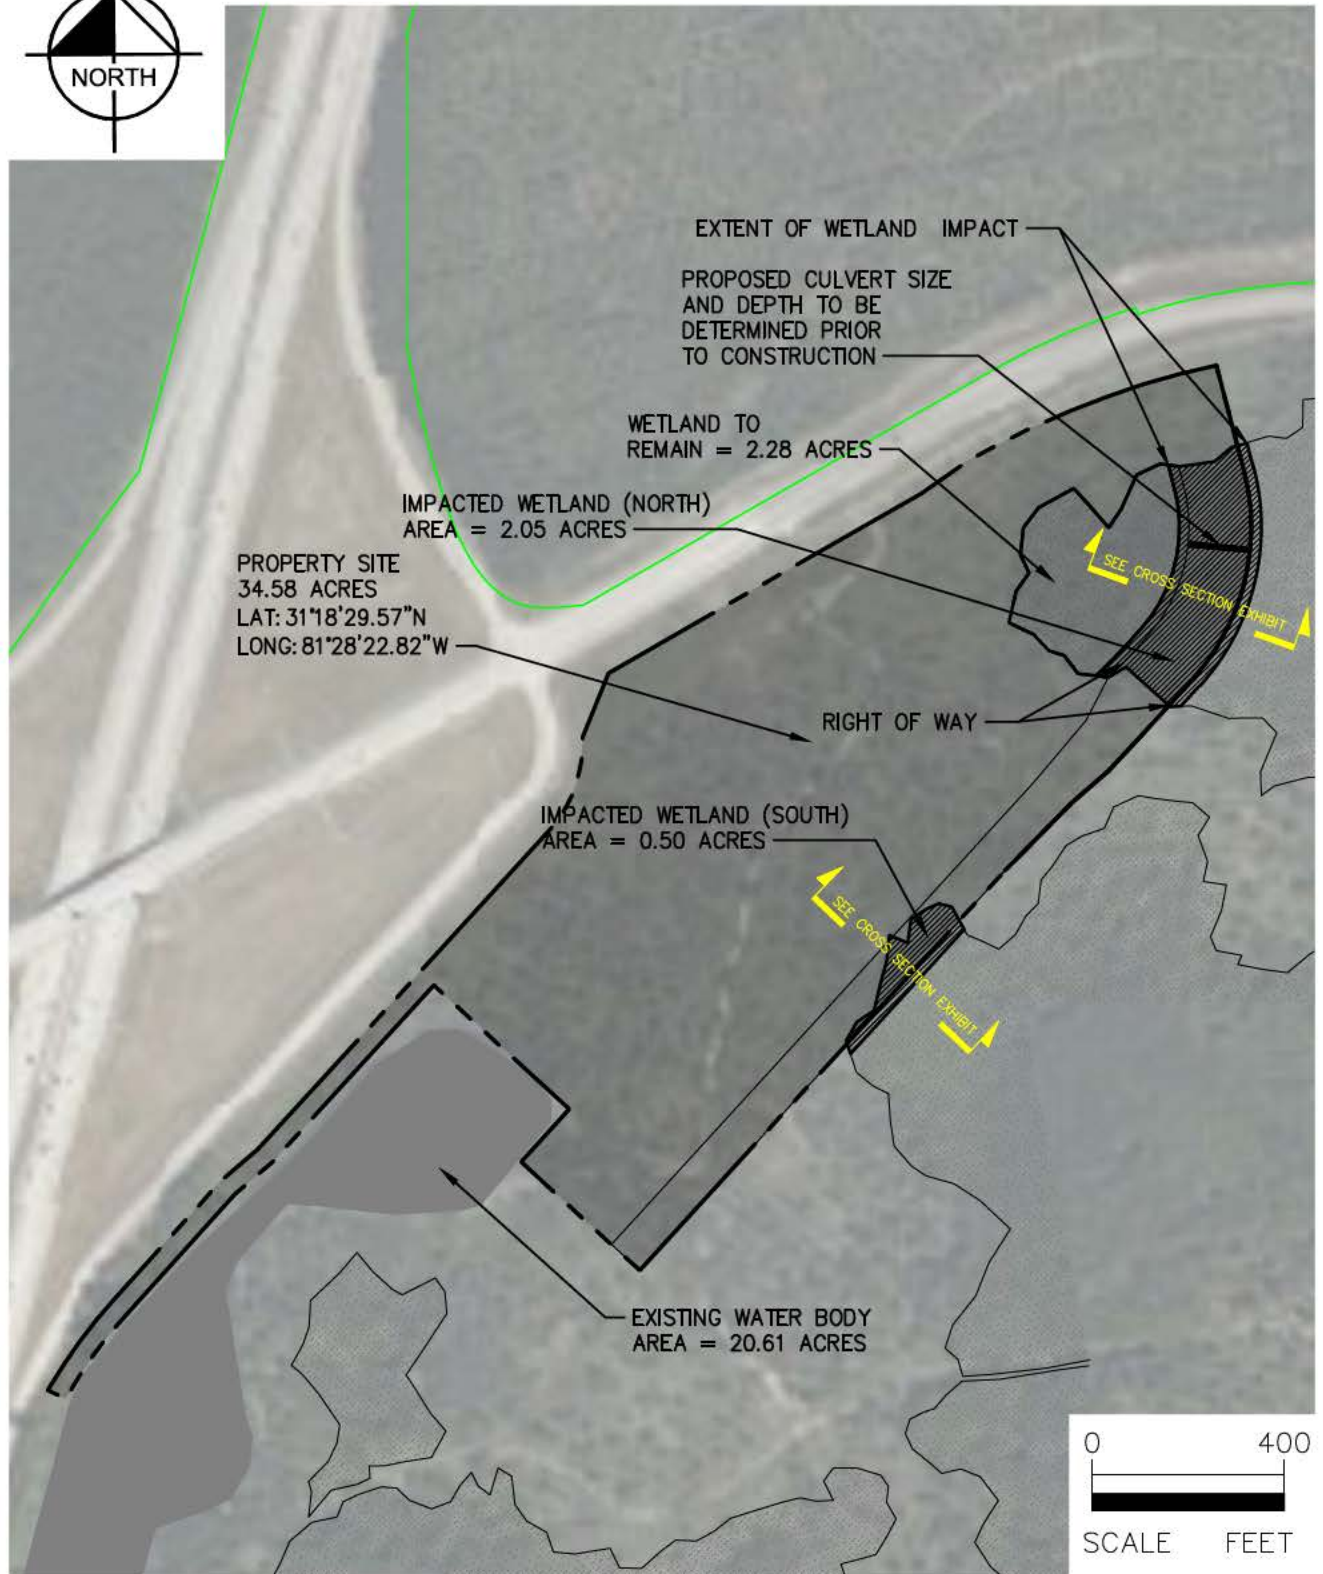 NORTH
EXTENT OF WETLAND IMPACT
PROPOSED CULVERT SIZE
AND DEPTH TO BE
DETERMINED PRIOR
TO CONSTRUCTION
WETLAND TO
REMAIN = 2.28 ACRES
IMPACTED WETLAND (NORTH)
AREA = 2.05 ACRES
PROPERTY SITE
34.58 ACRES
LAT: 31°18'29.57"N
LONG: 81°28'22.82"W
SEE CROSS SECTION EXHIBIT
RIGHT OF WAY
IMPACTED WETLAND (SOUTH)
AREA = 0.50 ACRES
SEE CROSS SECTION EXHIBIT
EXISTING WATER BODY
AREA = 20.61 ACRES
0 400
SCALE FEET